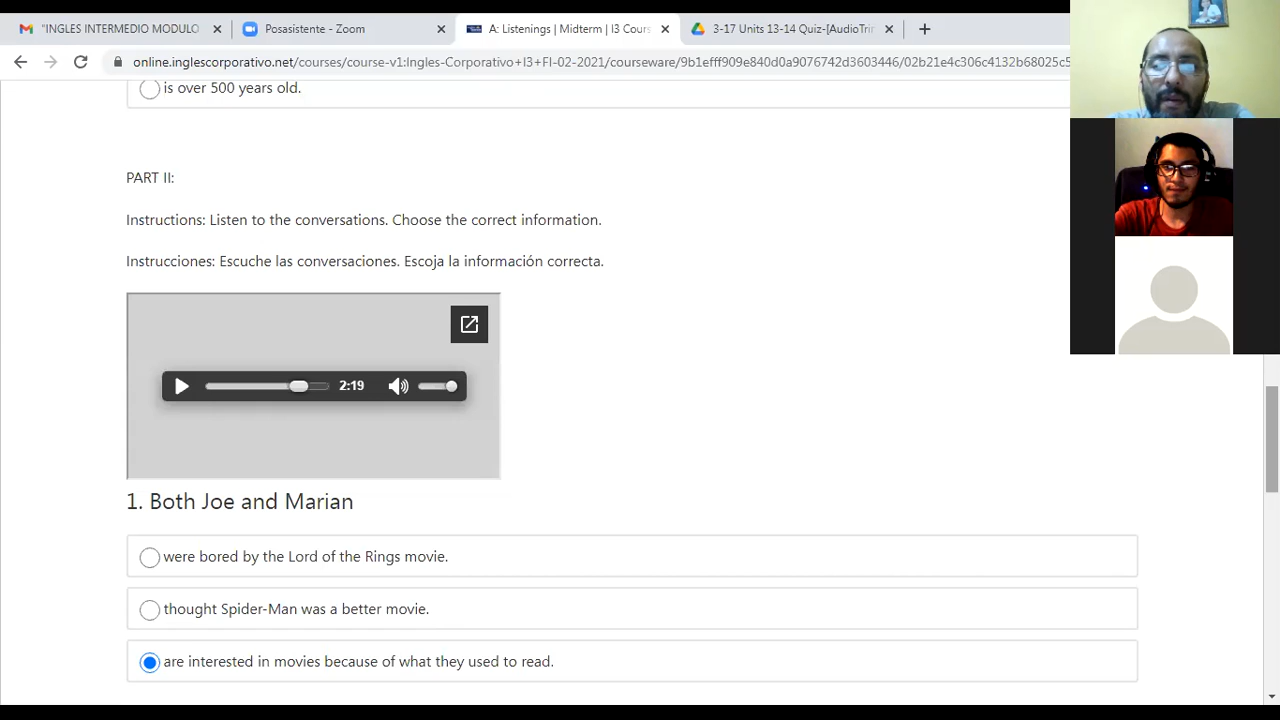 "INGLES INTERMEDIO MODULO
Posasistente - Zoom
A: Listenings | Midterm | I3 Cours
3-17 Units 13-14 Quiz-[AudioTrin
online.inglescorporativo.net/courses/course-v1:Ingles-Corporativo+I3+FI-02-2021/courseware/9b1efff909e840d0a9076742d3603446/02b21e4c306c4132b68025c5
is over 500 years old.
PART II:
Instructions: Listen to the conversations. Choose the correct information.
Instrucciones: Escuche las conversaciones. Escoja la información correcta.
2:19
1. Both Joe and Marian
were bored by the Lord of the Rings movie.
thought Spider-Man was a better movie.
are interested in movies because of what they used to read.